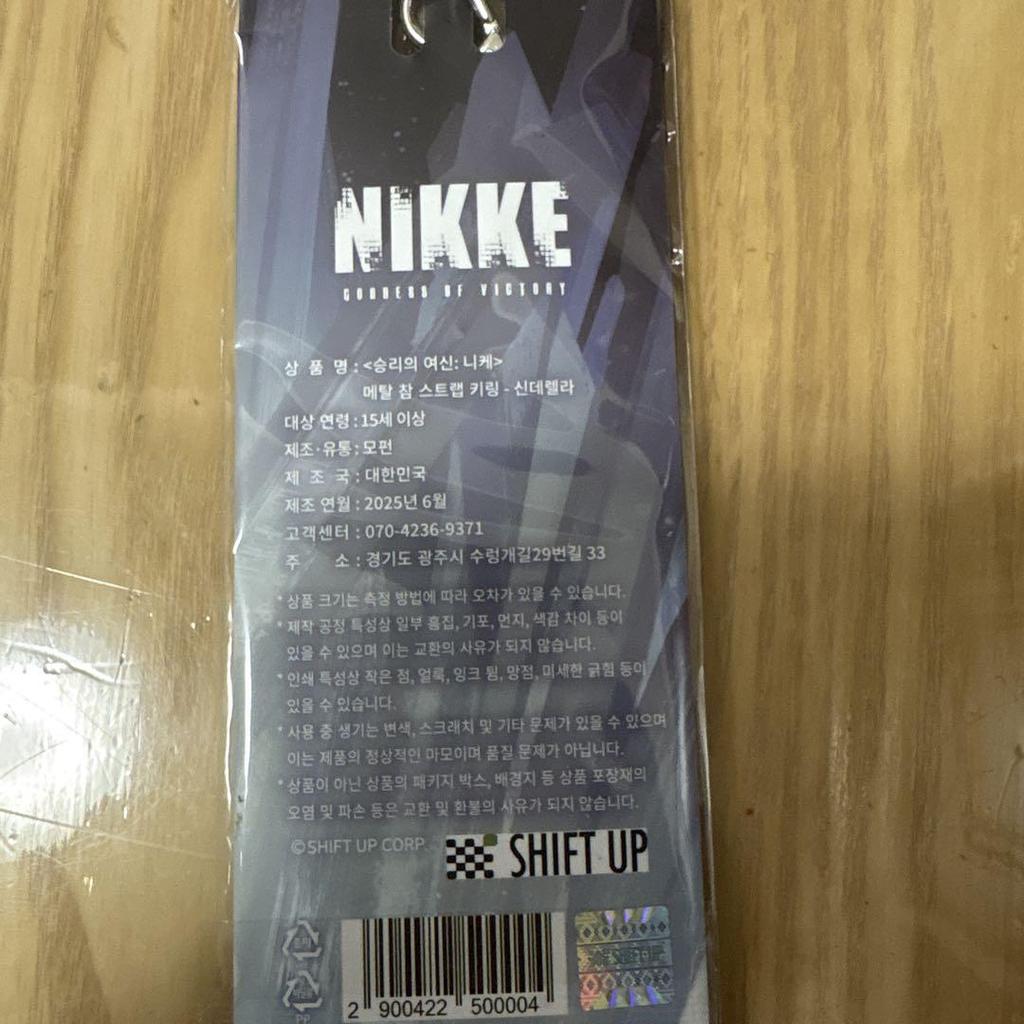 NIKKE
GODDESS OF VICTORY
상 품 명 : <승리의 여신: 니케>
메탈 참 스트랩 키링 - 신데렐라
대상 연령 : 15세 이상
제조·유통 : 모펀
제 조 국 : 대한민국
제조 연월 : 2025년 6월
고객센터 : 070-4236-9371
주 소 : 경기도 광주시 수렁개길29번길 33
* 상품 크기는 측정 방법에 따라 오차가 있을 수 있습니다.
* 제작 공정 특성상 일부 흠집, 기포, 먼지, 색감 차이 등이
있을 수 있으며 이는 교환의 사유가 되지 않습니다.
* 인쇄 특성상 작은 점, 얼룩, 잉크 튐, 망점, 미세한 긁힘 등이
있을 수 있습니다.
* 사용 중 생기는 변색, 스크래치 및 기타 문제가 있을 수 있으며
이는 제품의 정상적인 마모이며 품질 문제가 아닙니다.
* 상품이 아닌 상품의 패키지 박스, 배경지 등 상품 포장재의
오염 및 파손 등은 교환 및 환불의 사유가 되지 않습니다.
©SHIFT UP CORP.
SHIFT UP
2 900422 500004
PP